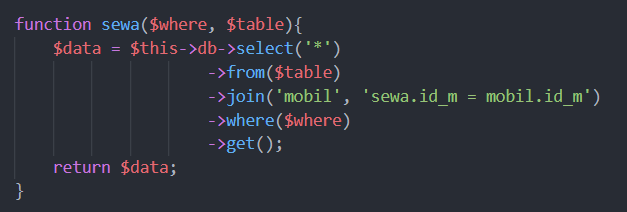 function sewa($where, $table){
    $data = $this->db->select('*')
                    ->from($table)
                    ->join('mobil', 'sewa.id_m = mobil.id_m')
                    ->where($where)
                    ->get();
    return $data;
}